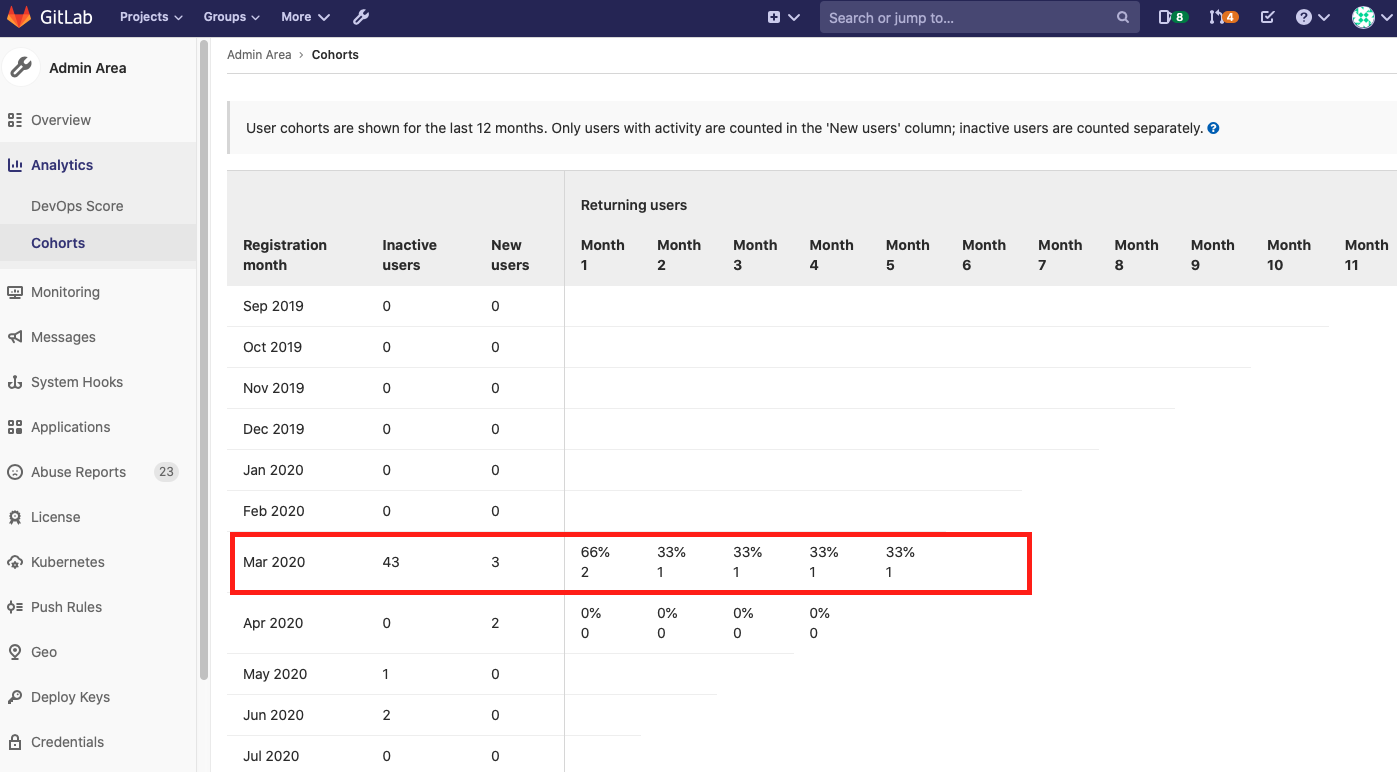 GitLab Projects Groups More Search or jump to... 8 4
Admin Area
Overview
Analytics
DevOps Score
Cohorts
Monitoring
Messages
System Hooks
Applications
Abuse Reports 23
License
Kubernetes
Push Rules
Geo
Deploy Keys
Credentials
Admin Area › Cohorts
User cohorts are shown for the last 12 months. Only users with activity are counted in the 'New users' column; inactive users are counted separately. ?
Returning users
Registration month Inactive users New users Month 1 Month 2 Month 3 Month 4 Month 5 Month 6 Month 7 Month 8 Month 9 Month 10 Month 11
Sep 2019 0 0
Oct 2019 0 0
Nov 2019 0 0
Dec 2019 0 0
Jan 2020 0 0
Feb 2020 0 0
Mar 2020 43 3 66% 2 33% 1 33% 1 33% 1 33% 1
Apr 2020 0 2 0% 0 0% 0 0% 0 0% 0
May 2020 1 0
Jun 2020 2 0
Jul 2020 0 0